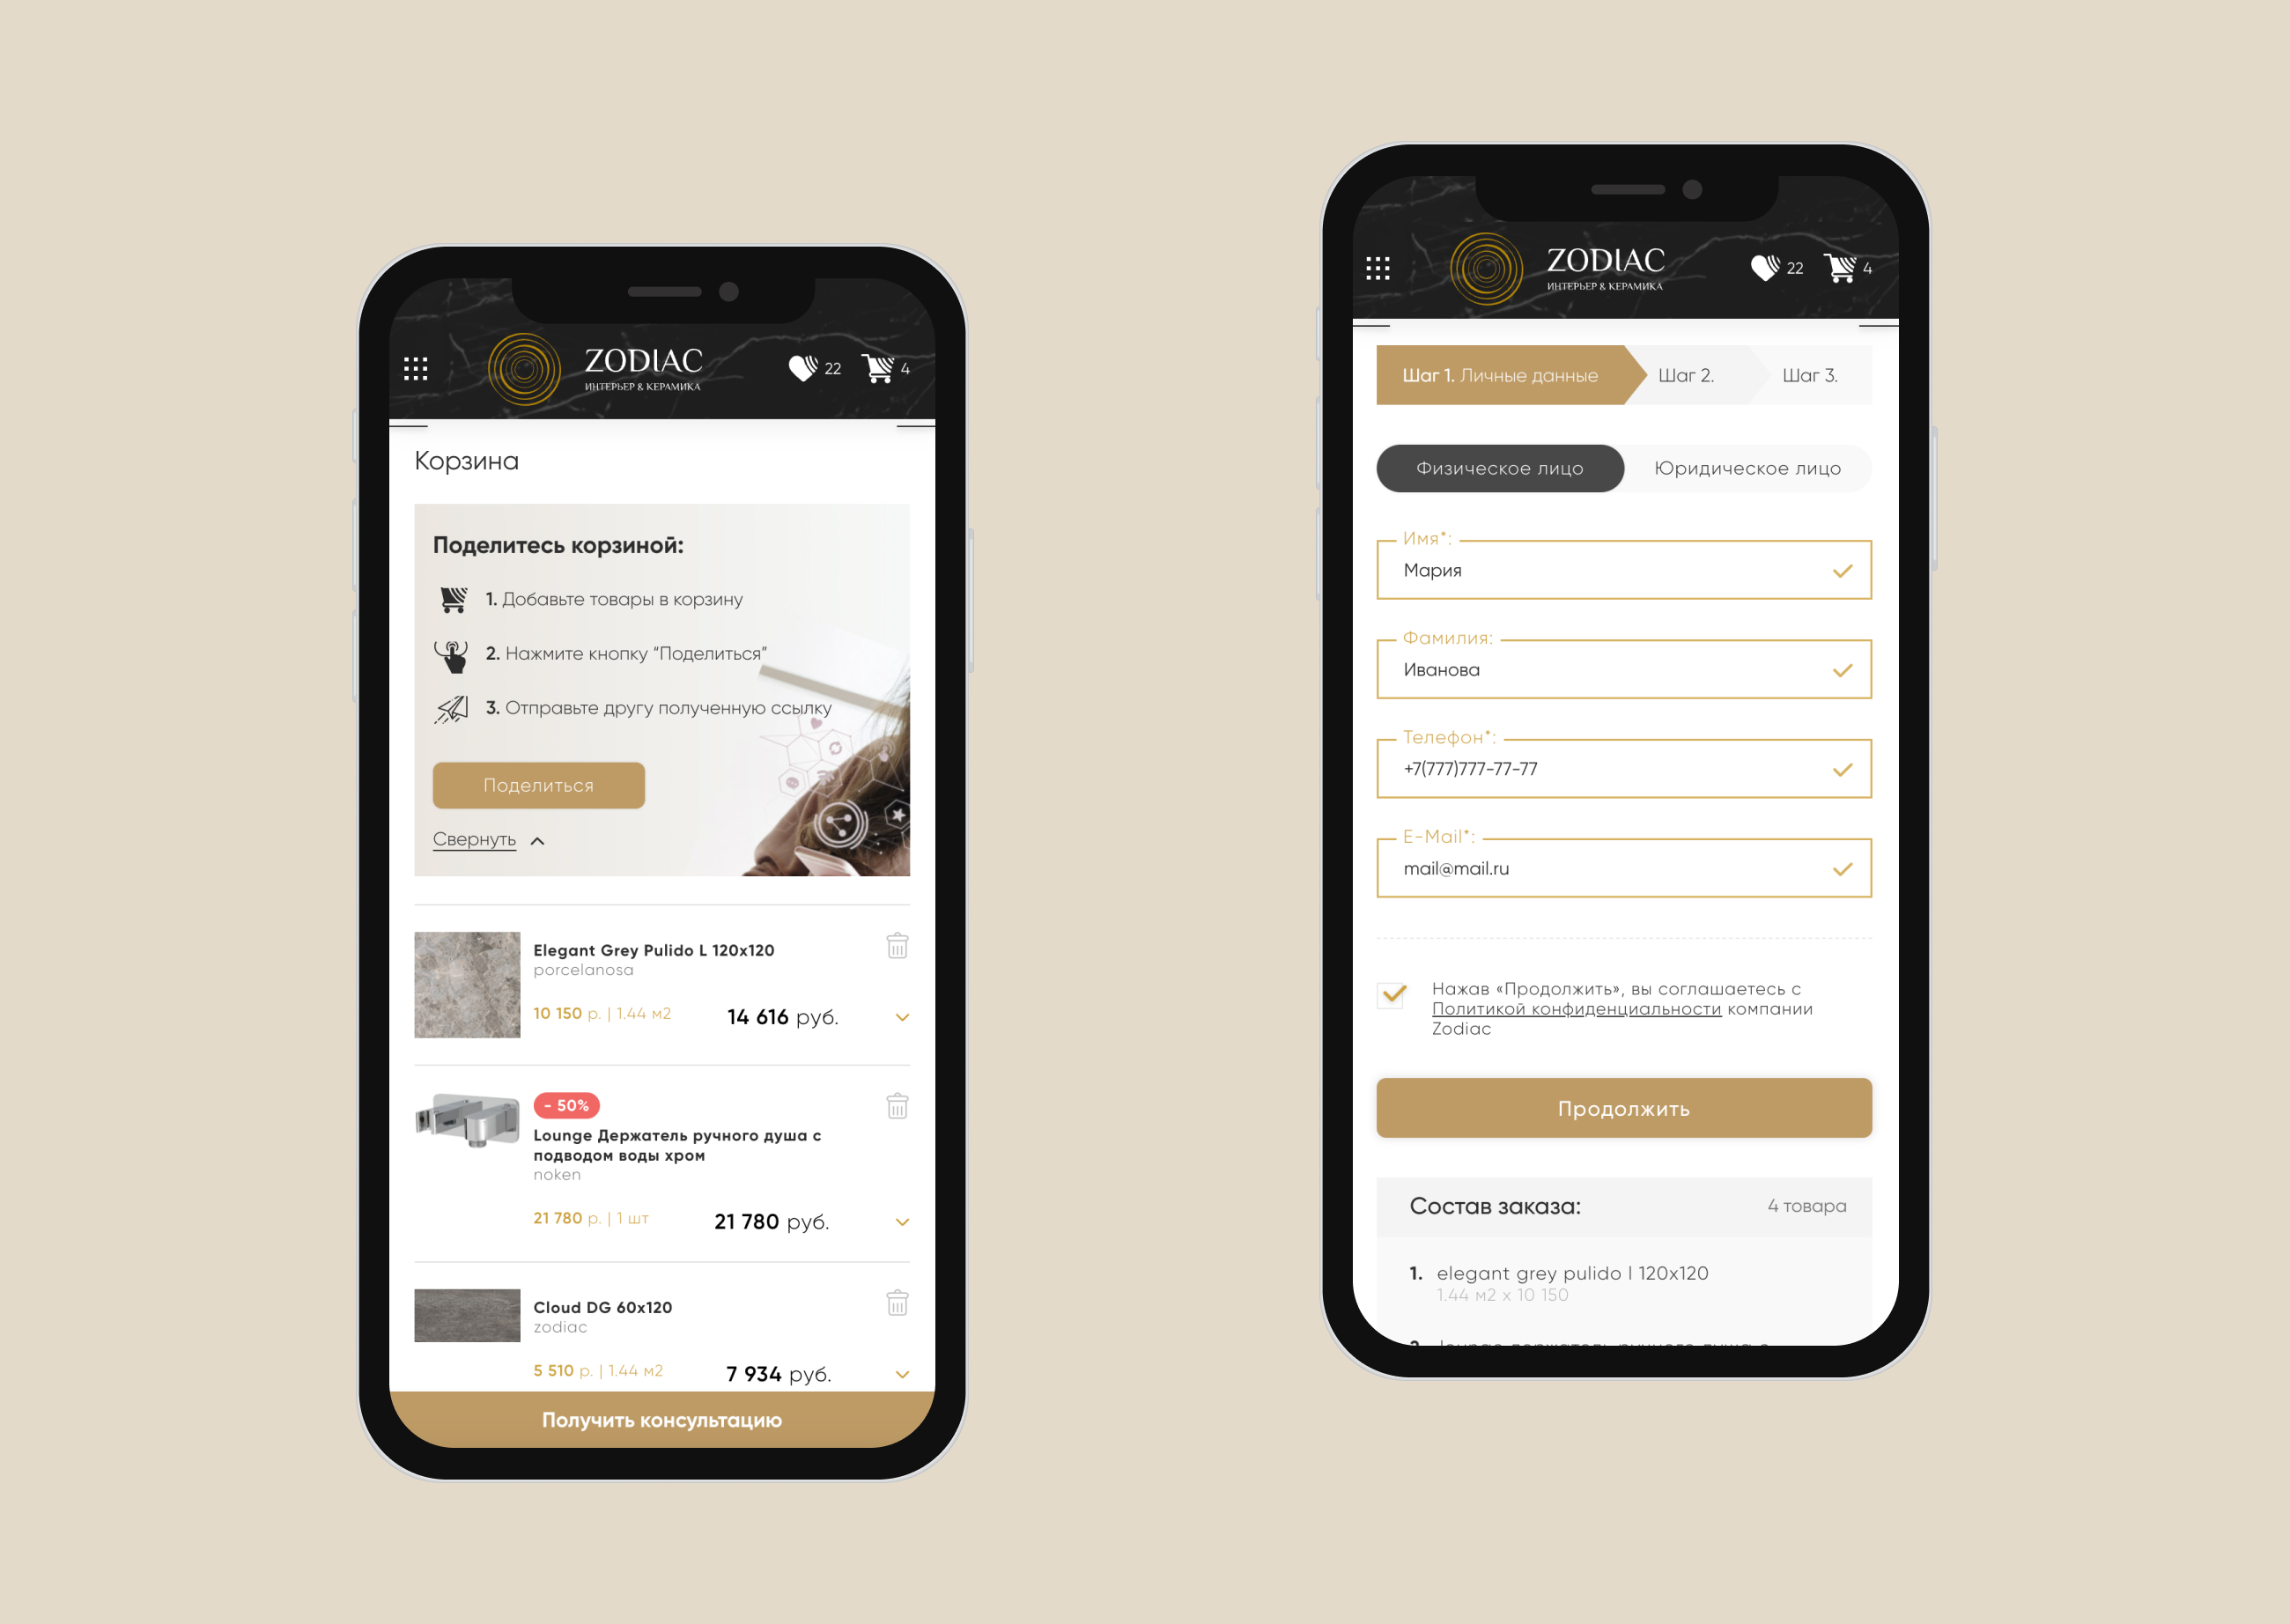 ZODIAC
ИНТЕРЬЕР & КЕРАМИКА
22
4
Корзина
Поделитесь корзиной:
1. Добавьте товары в корзину
2. Нажмите кнопку “Поделиться”
3. Отправьте другу полученную ссылку
Поделиться
Свернуть
Elegant Grey Pulido L 120x120
porcelanosa
10 150 р. | 1.44 м2
14 616 руб.
- 50%
Lounge Держатель ручного душа с
подводом воды хром
noken
21 780 р. | 1 шт
21 780 руб.
Cloud DG 60x120
zodiac
5 510 р. | 1.44 м2
7 934 руб.
Получить консультацию
ZODIAC
ИНТЕРЬЕР & КЕРАМИКА
22
4
Шаг 1. Личные данные
Шаг 2.
Шаг 3.
Физическое лицо
Юридическое лицо
Имя*:
Мария
Фамилия:
Иванова
Телефон*:
+7(777)777-77-77
E-Mail*:
mail@mail.ru
Нажав «Продолжить», вы соглашаетесь с
Политикой конфиденциальности компании
Zodiac
Продолжить
Состав заказа:
4 товара
1. elegant grey pulido l 120x120
1.44 м2 x 10 150